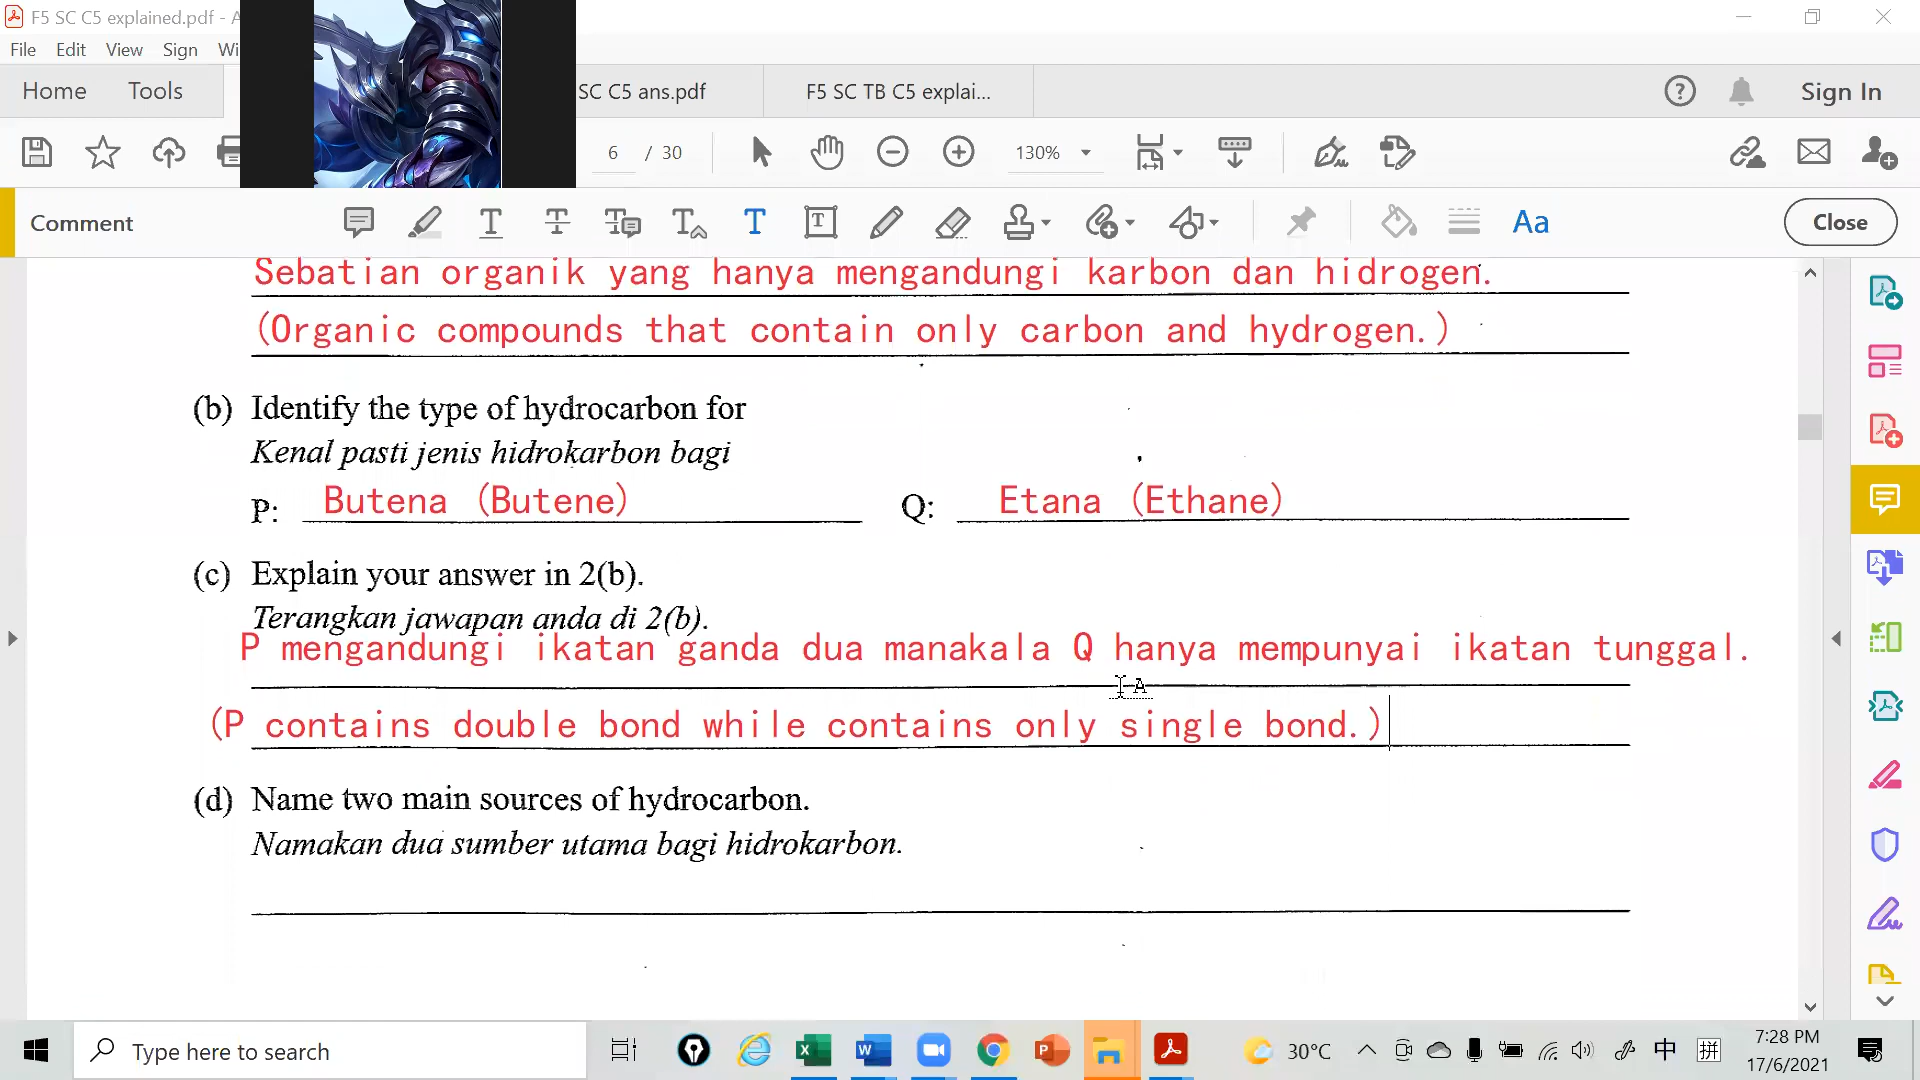 F5 SC C5 explained.pdf - A
File Edit View Sign Wi
Home Tools SC C5 ans.pdf F5 SC TB C5 explai... Sign In
6 / 30 130%
Comment Aa Close
Sebatian organik yang hanya mengandungi karbon dan hidrogen.
(Organic compounds that contain only carbon and hydrogen.)
(b) Identify the type of hydrocarbon for
Kenal pasti jenis hidrokarbon bagi
P: Butena (Butene) Q: Etana (Ethane)
(c) Explain your answer in 2(b).
Terangkan jawapan anda di 2(b).
P mengandungi ikatan ganda dua manakala Q hanya mempunyai ikatan tunggal.
(P contains double bond while contains only single bond.)
(d) Name two main sources of hydrocarbon.
Namakan dua sumber utama bagi hidrokarbon.
Type here to search 30°C 中 拼 7:28 PM
17/6/2021